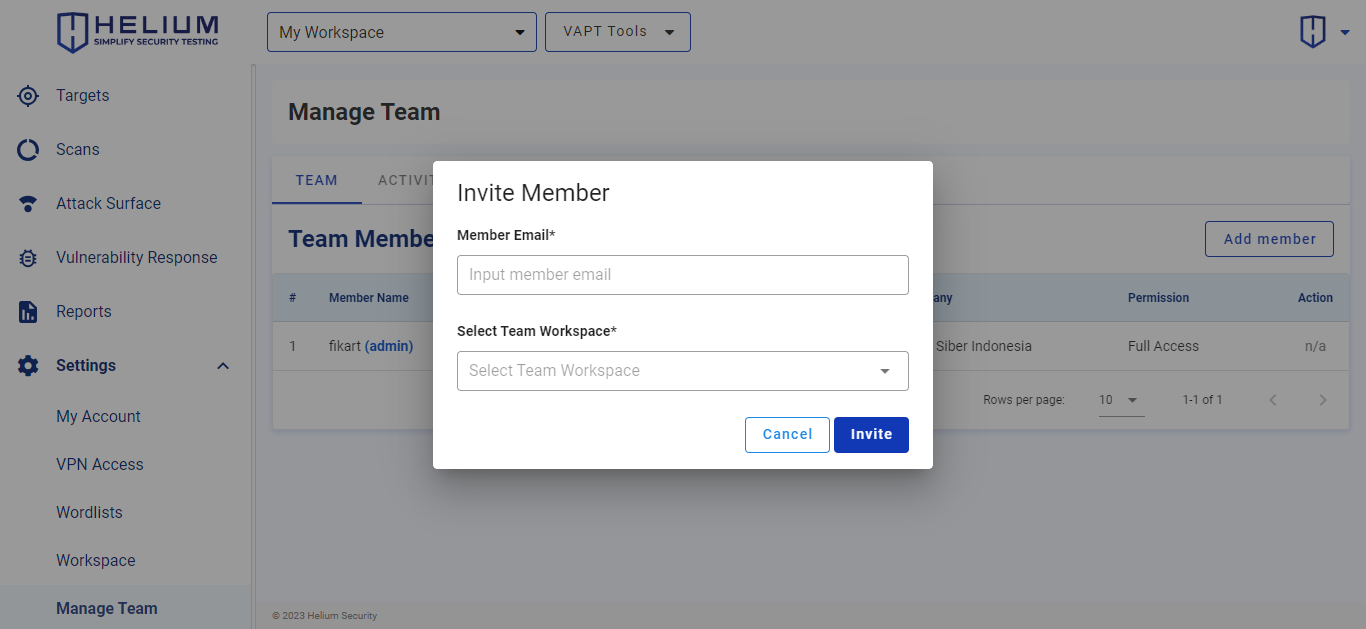 HELIUM
SIMPLIFY SECURITY TESTING
My Workspace
VAPT Tools
Targets
Scans
Attack Surface
Vulnerability Response
Reports
Settings
My Account
VPN Access
Wordlists
Workspace
Manage Team
Manage Team
TEAM ACTIVIT
Team Membe
Add member
# Member Name any Permission Action
1 fikart (admin) Siber Indonesia Full Access n/a
Rows per page: 10 1-1 of 1
Invite Member
Member Email*
Input member email
Select Team Workspace*
Select Team Workspace
Cancel Invite
© 2023 Helium Security